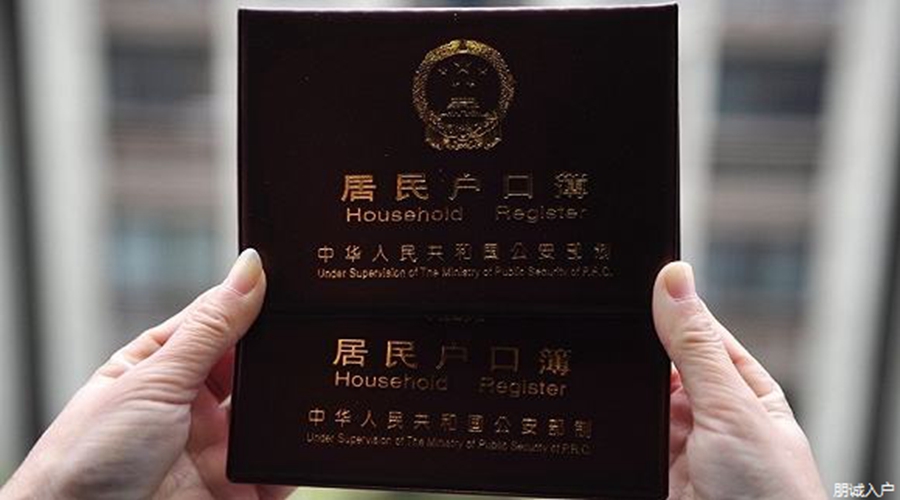 居民户口簿
Household Register
中华人民共和国公安部制
Under Supervision of The Ministry of Public Security of P.R.C.
居民户口簿
Household Register
中华人民共和国公安部制
Under Supervision of The Ministry of Public Security of P.R.C.
朋诚入户